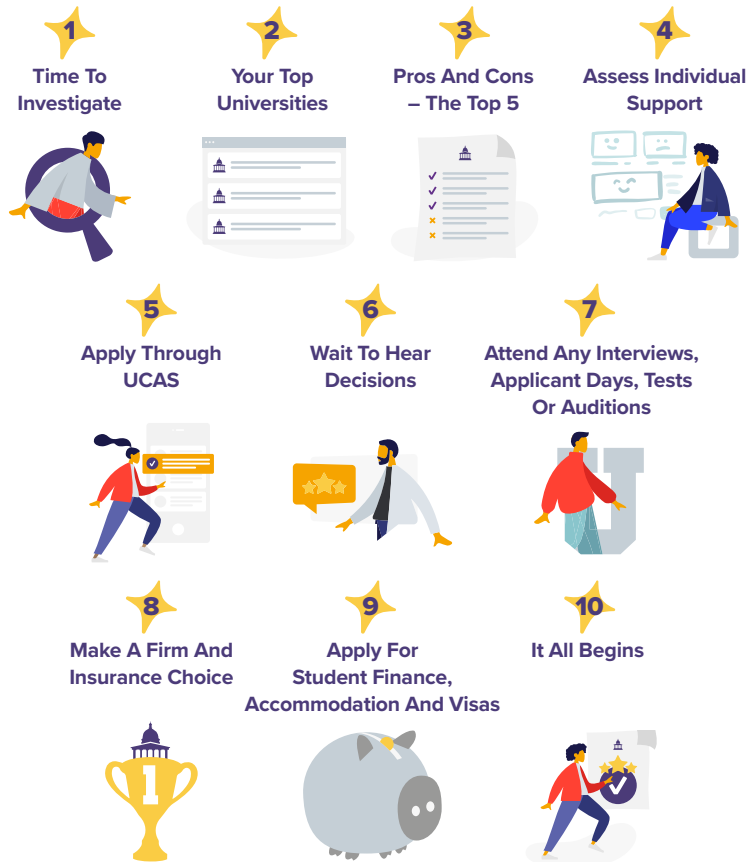 1
Time To
Investigate
2
Your Top
Universities
3
Pros And Cons
– The Top 5
4
Assess Individual
Support
5
Apply Through
UCAS
6
Wait To Hear
Decisions
7
Attend Any Interviews,
Applicant Days, Tests
Or Auditions
U
8
Make A Firm And
Insurance Choice
1
9
Apply For
Student Finance,
Accommodation And Visas
10
It All Begins